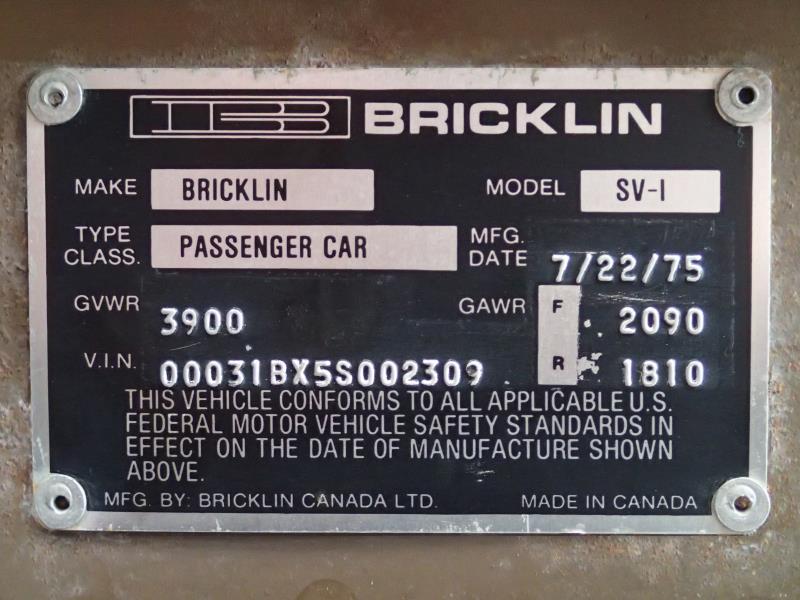 BRICKLIN
MAKE BRICKLIN MODEL SV-1
TYPE CLASS. PASSENGER CAR MFG. DATE 7/22/75
GVWR 3900 GAWR F 2090
V.I.N. 00031BX5S002309 R 1810
THIS VEHICLE CONFORMS TO ALL APPLICABLE U.S.
FEDERAL MOTOR VEHICLE SAFETY STANDARDS IN
EFFECT ON THE DATE OF MANUFACTURE SHOWN
ABOVE.
MFG. BY: BRICKLIN CANADA LTD. MADE IN CANADA